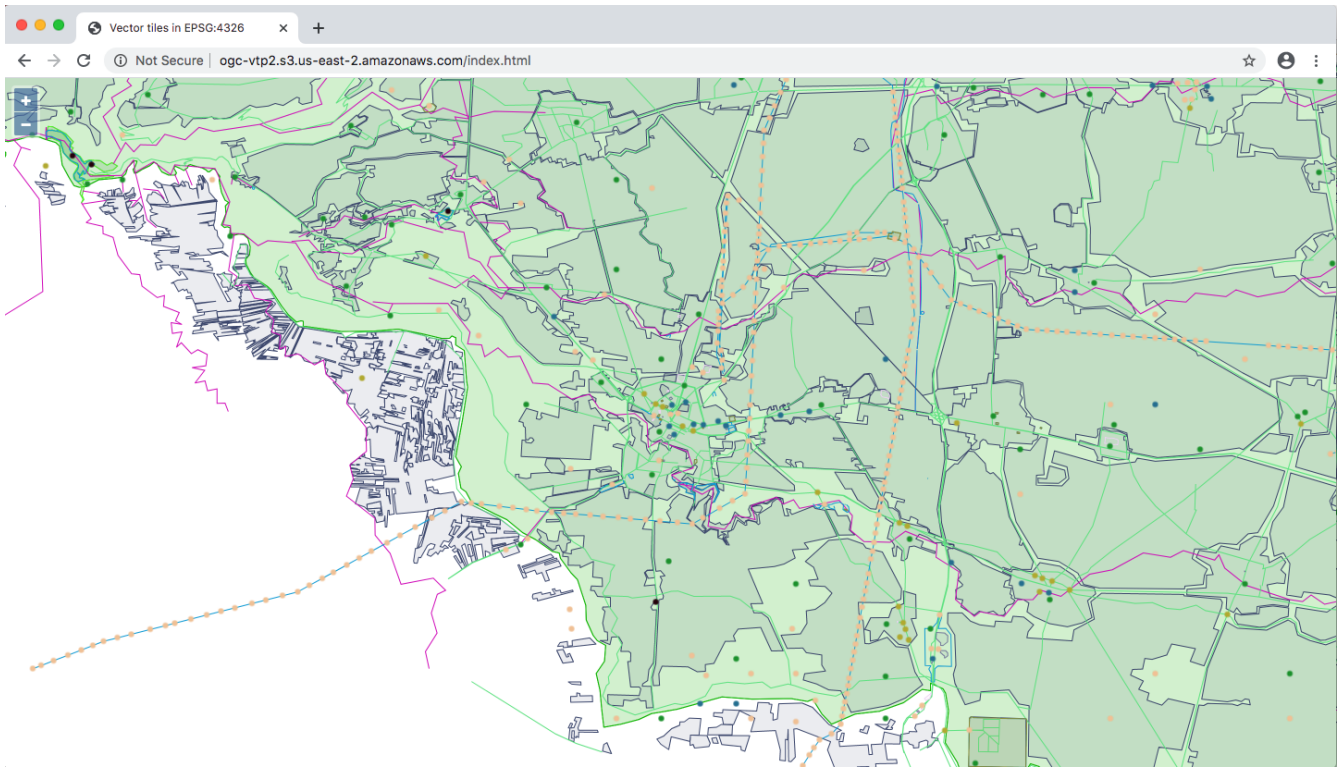 Vector tiles in EPSG:4326
Not Secure | ogc-vtp2.s3.us-east-2.amazonaws.com/index.html
+
−